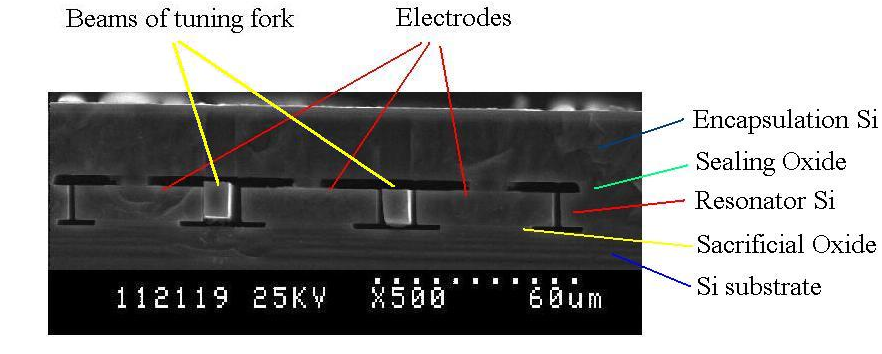 Beams of tuning fork
Electrodes
Encapsulation Si
Sealing Oxide
Resonator Si
Sacrificial Oxide
Si substrate
112119 25KV X500 60um